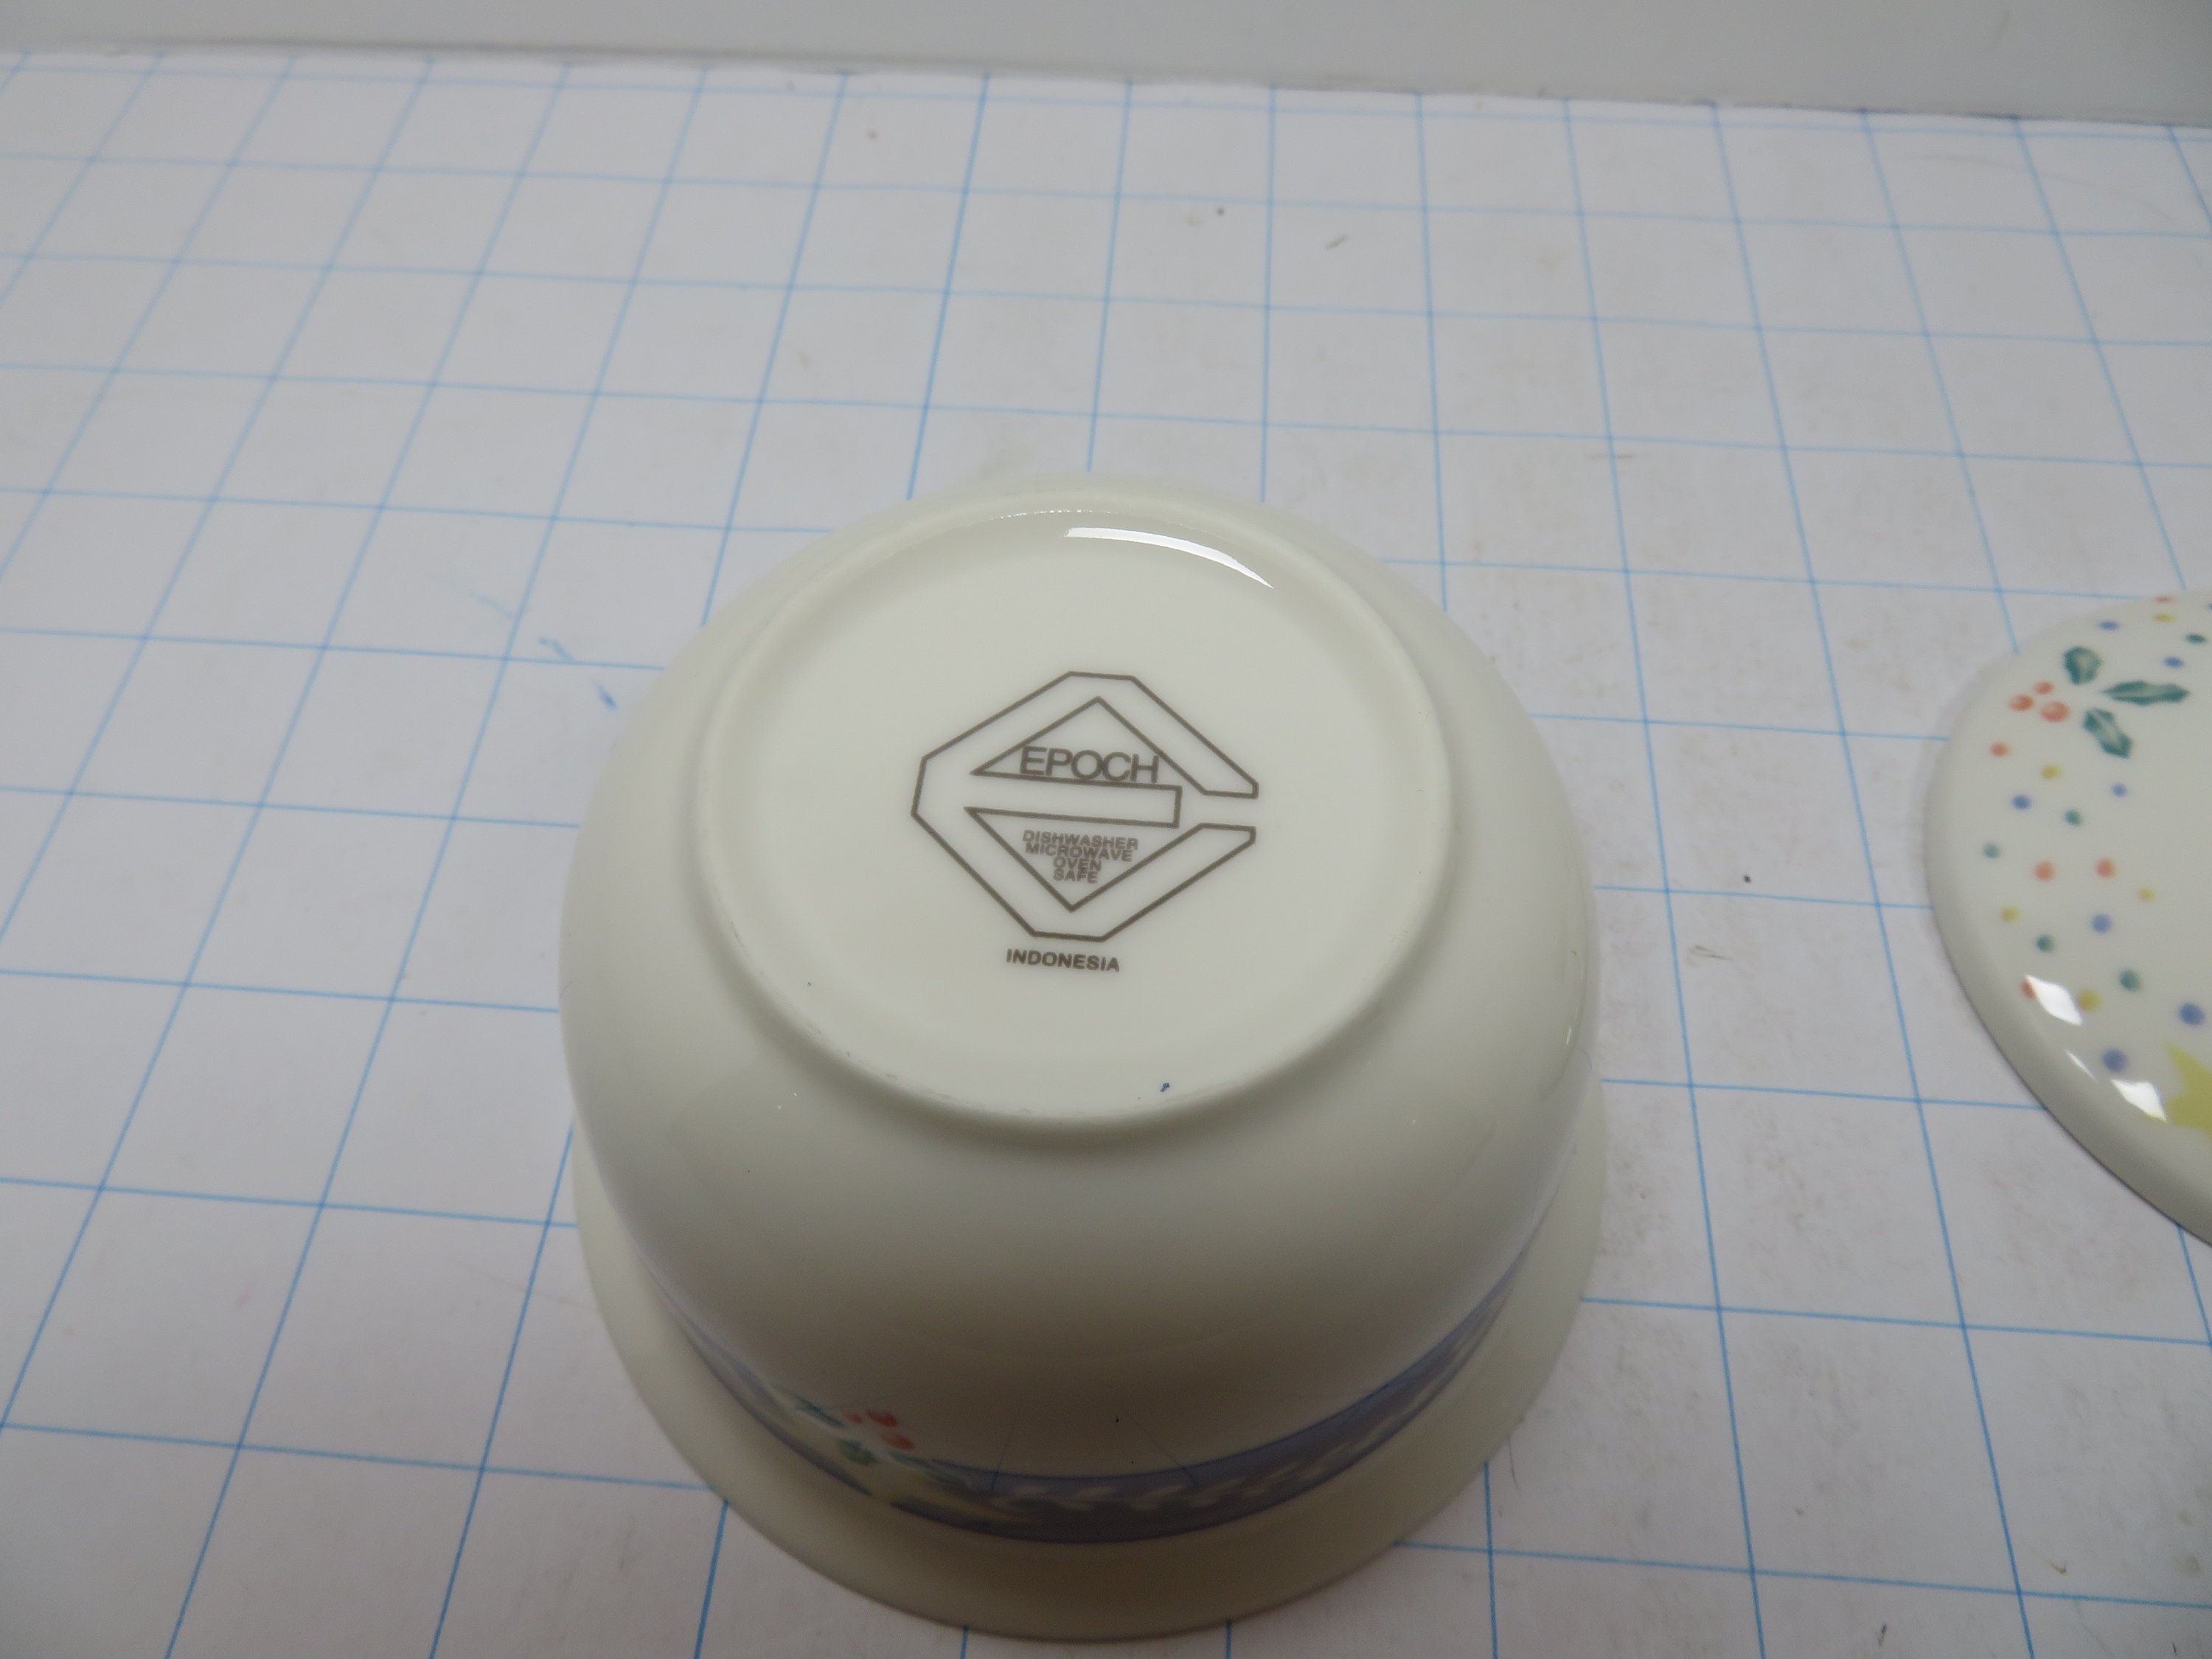 EPOCH
DISHWASHER
MICROWAVE
OVEN
SAFE
INDONESIA